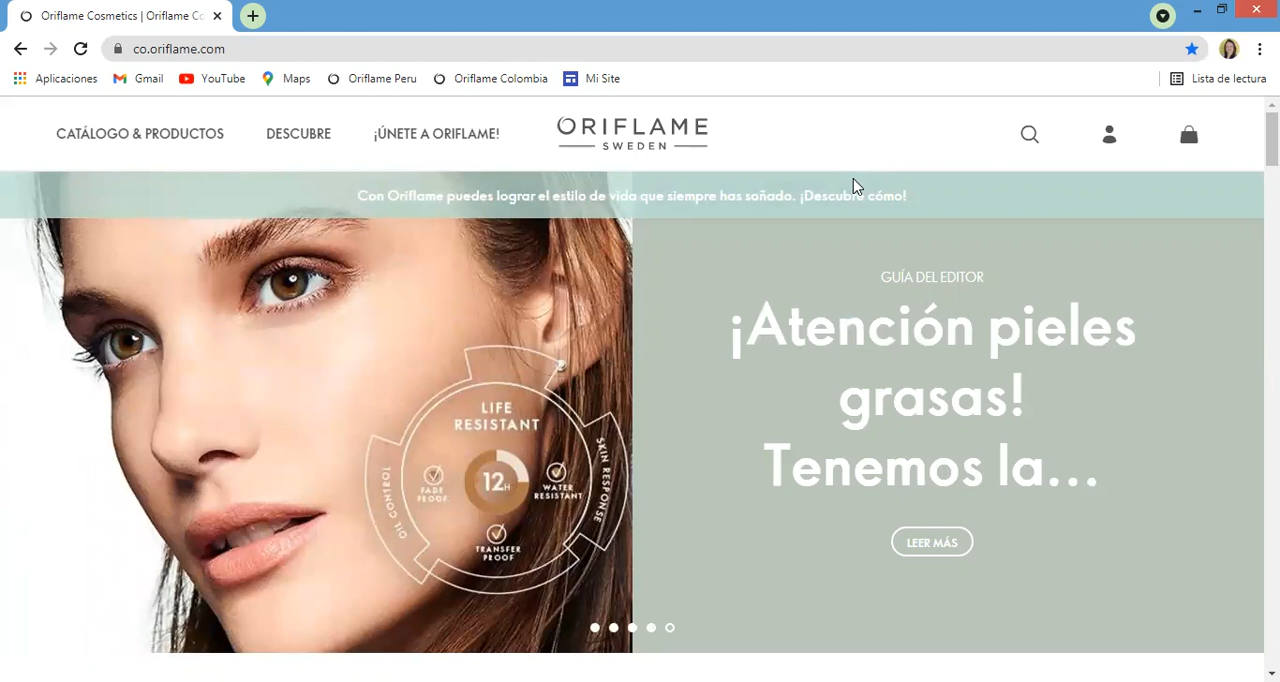 Oriflame Cosmetics | Oriflame Co
co.oriflame.com
Aplicaciones
Gmail
YouTube
Maps
Oriflame Peru
Oriflame Colombia
Mi Site
Lista de lectura
CATÁLOGO & PRODUCTOS
DESCUBRE
¡ÚNETE A ORIFLAME!
ORIFLAME
SWEDEN
Con Oriflame puedes lograr el estilo de vida que siempre has soñado. ¡Descubre cómo!
GUÍA DEL EDITOR
¡Atención pieles
grasas!
Tenemos la...
LEER MÁS
LIFE
RESISTANT
OIL CONTROL
SKIN RESPONSE
FADE
PROOF
12H
WATER
RESISTANT
TRANSFER
PROOF